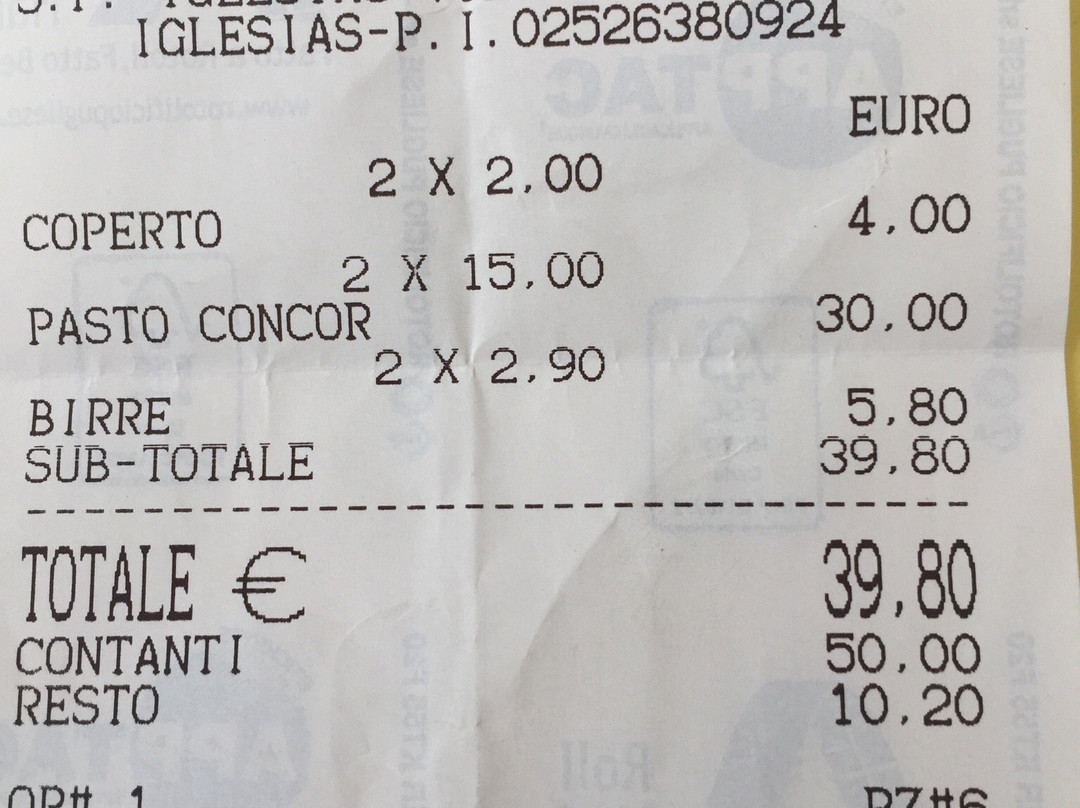 IGLESIAS-P.I.02526380924
EURO
2 X 2,00
COPERTO 4,00
2 X 15,00
PASTO CONCOR 30,00
2 X 2,90
BIRRE 5,80
SUB-TOTALE 39,80
TOTALE € 39,80
CONTANTI 50,00
RESTO 10,20